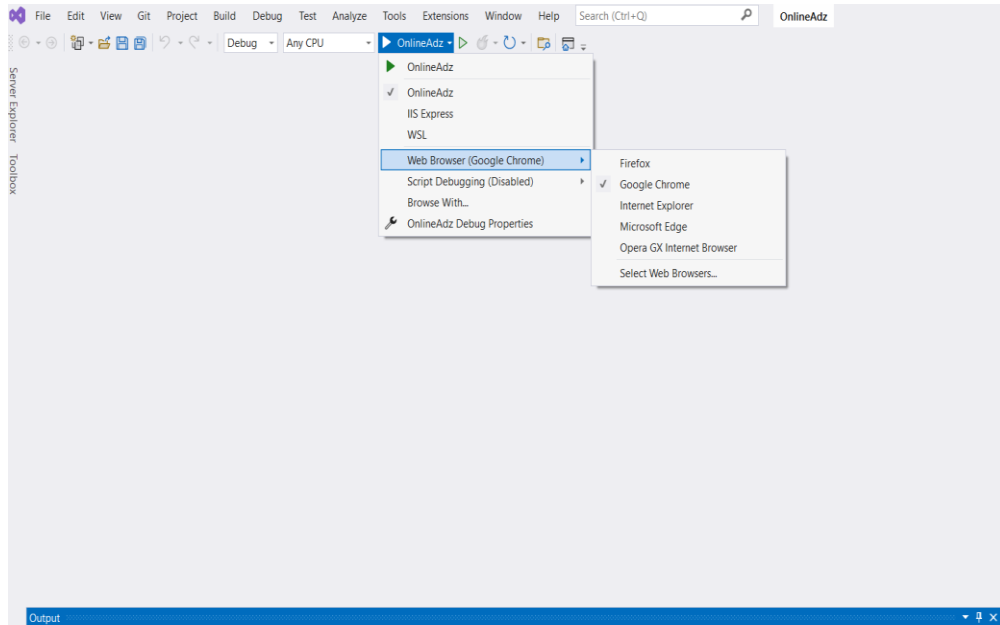 File Edit View Git Project Build Debug Test Analyze Tools Extensions Window Help Search (Ctrl+Q) OnlineAdz
Debug Any CPU OnlineAdz
Server Explorer
Toolbox
OnlineAdz
OnlineAdz
IIS Express
WSL
Web Browser (Google Chrome)
Script Debugging (Disabled)
Browse With...
OnlineAdz Debug Properties
Firefox
Google Chrome
Internet Explorer
Microsoft Edge
Opera GX Internet Browser
Select Web Browsers...
Output